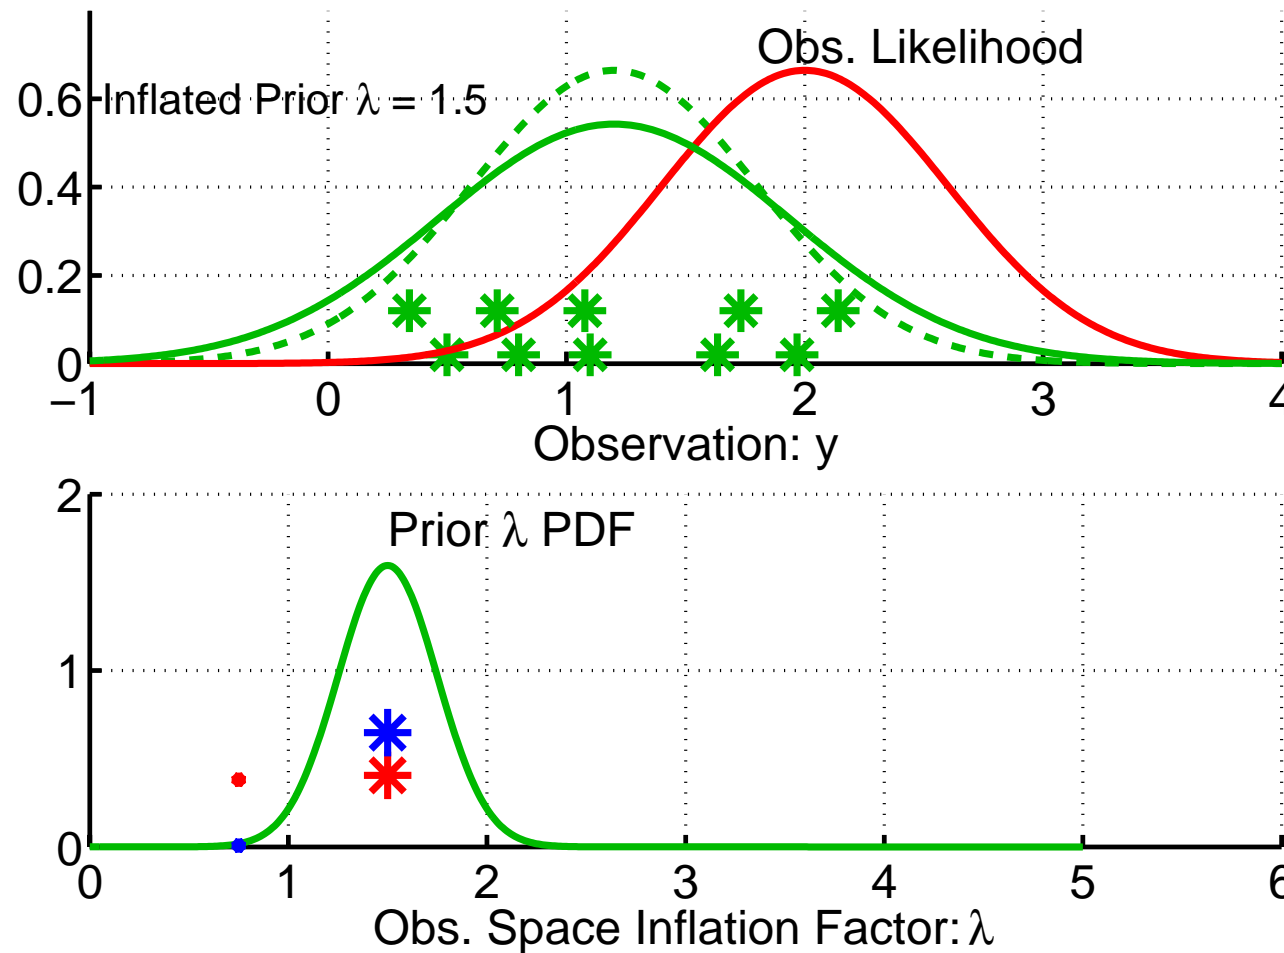 Obs. Likelihood
Inflated Prior λ = 1.5
0.6
0.4
0.2
0
−1 0 1 2 3 4
Observation: y
2
Prior λ PDF
1
0
0 1 2 3 4 5 6
Obs. Space Inflation Factor: λ